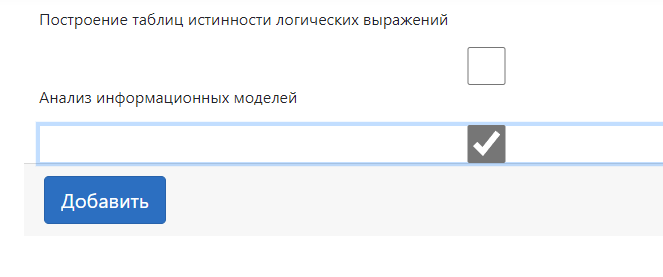 Построение таблиц истинности логических выражений
Анализ информационных моделей
Добавить